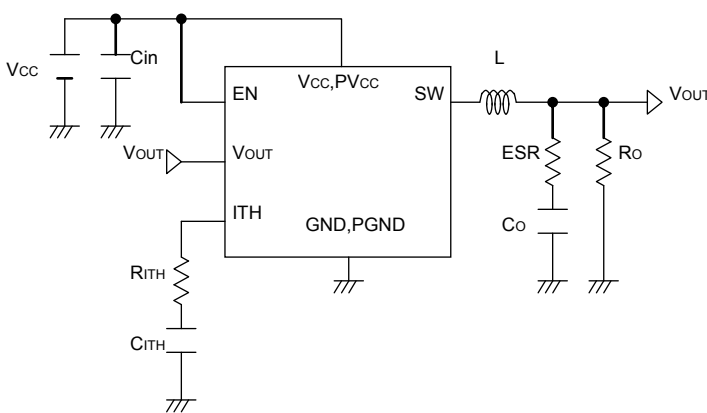 L
Cin
VCC
VCC,PVCC
EN
SW
VOUT
VOUT
VOUT
ESR
RO
ITH
GND,PGND
CO
RITH
CITH